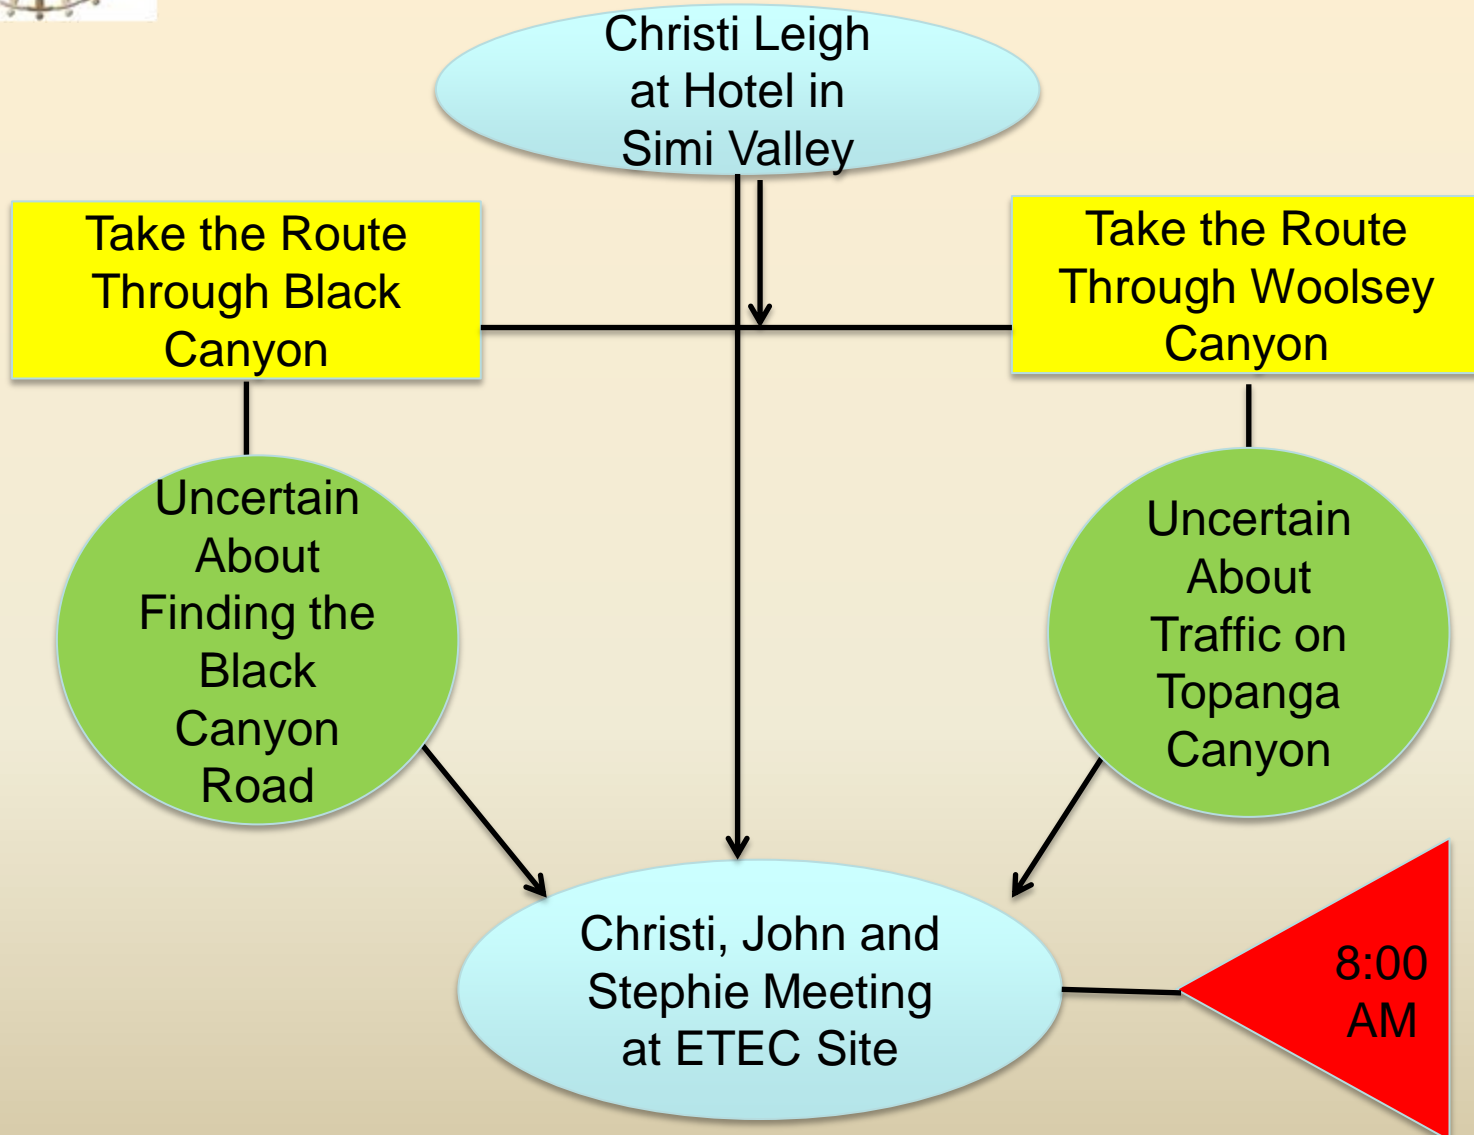 Christi Leigh
at Hotel in
Simi Valley
Take the Route
Through Black
Canyon
Take the Route
Through Woolsey
Canyon
Uncertain
About
Finding the
Black
Canyon
Road
Uncertain
About
Traffic on
Topanga
Canyon
Christi, John and
Stephie Meeting
at ETEC Site
8:00
AM